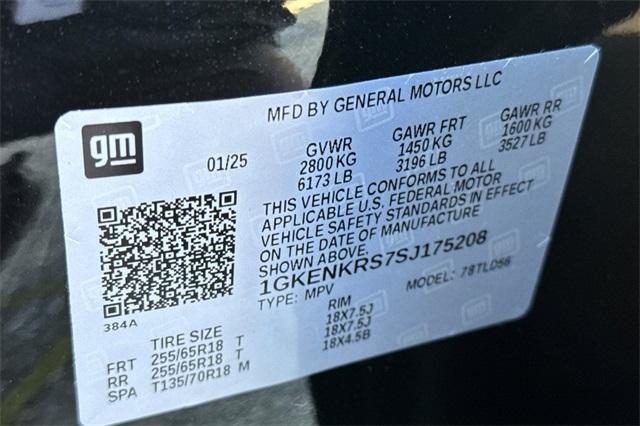 MFD BY GENERAL MOTORS LLC
gm
01/25
GVWR GAWR FRT GAWR RR
2800 KG 1450 KG 1600 KG
6173 LB 3196 LB 3527 LB
THIS VEHICLE CONFORMS TO ALL
APPLICABLE U.S. FEDERAL MOTOR
VEHICLE SAFETY STANDARDS IN EFFECT
ON THE DATE OF MANUFACTURE
SHOWN ABOVE.
1GKENKRS7SJ175208
TYPE: MPV MODEL: 78TLD56
384A
TIRE SIZE RIM
FRT 255/65R18 T 18X7.5J
RR 255/65R18 T 18X7.5J
SPA T135/70R18 M 18X4.5B